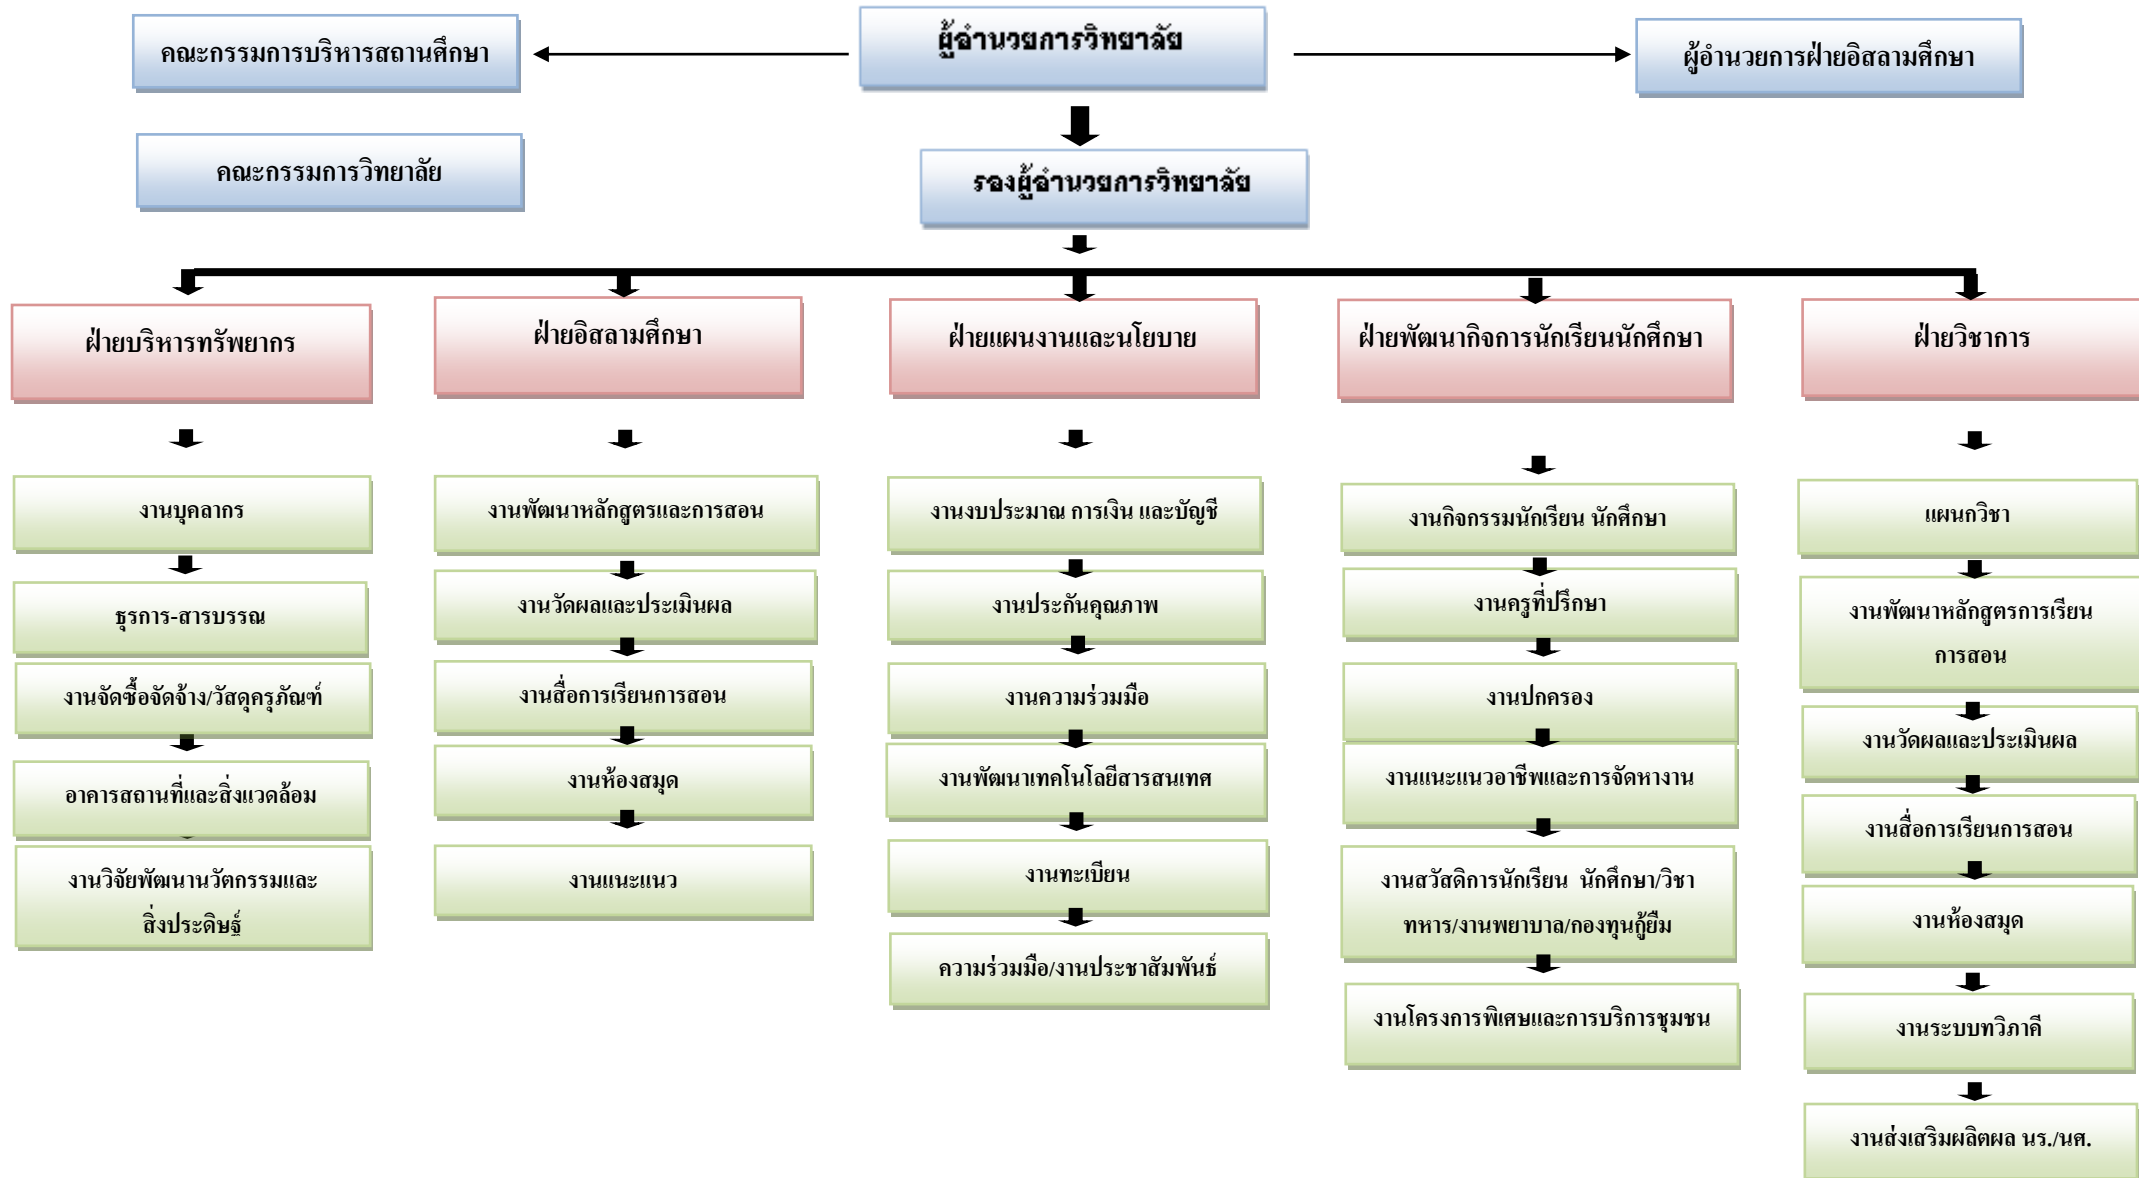 คณะกรรมการบริหารสถานศึกษา
ผู้อำนวยการวิทยาลัย
ผู้อำนวยการฝ่ายอิสลามศึกษา
คณะกรรมการวิทยาลัย
รองผู้อำนวยการวิทยาลัย
ฝ่ายบริหารทรัพยากร
ฝ่ายอิสลามศึกษา
ฝ่ายแผนงานและนโยบาย
ฝ่ายพัฒนากิจการนักเรียนนักศึกษา
ฝ่ายวิชาการ
งานบุคลากร
ธุรการ-สารบรรณ
งานจัดซื้อจัดจ้าง/วัสดุครุภัณฑ์
อาคารสถานที่และสิ่งแวดล้อม
งานวิจัยพัฒนานวัตกรรมและ
สิ่งประดิษฐ์
งานพัฒนาหลักสูตรและการสอน
งานวัดผลและประเมินผล
งานสื่อการเรียนการสอน
งานห้องสมุด
งานแนะแนว
งานงบประมาณ การเงิน และบัญชี
งานประกันคุณภาพ
งานความร่วมมือ
งานพัฒนาเทคโนโลยีสารสนเทศ
งานทะเบียน
ความร่วมมือ/งานประชาสัมพันธ์
งานกิจกรรมนักเรียน นักศึกษา
งานครูที่ปรึกษา
งานปกครอง
งานแนะแนวอาชีพและการจัดหางาน
งานสวัสดิการนักเรียน นักศึกษา/วิชา
ทหาร/งานพยาบาล/กองทุนกู้ยืม
งานโครงการพิเศษและการบริการชุมชน
แผนกวิชา
งานพัฒนาหลักสูตรการเรียน
การสอน
งานวัดผลและประเมินผล
งานสื่อการเรียนการสอน
งานห้องสมุด
งานระบบทวิภาคี
งานส่งเสริมผลิตผล นร./นศ.